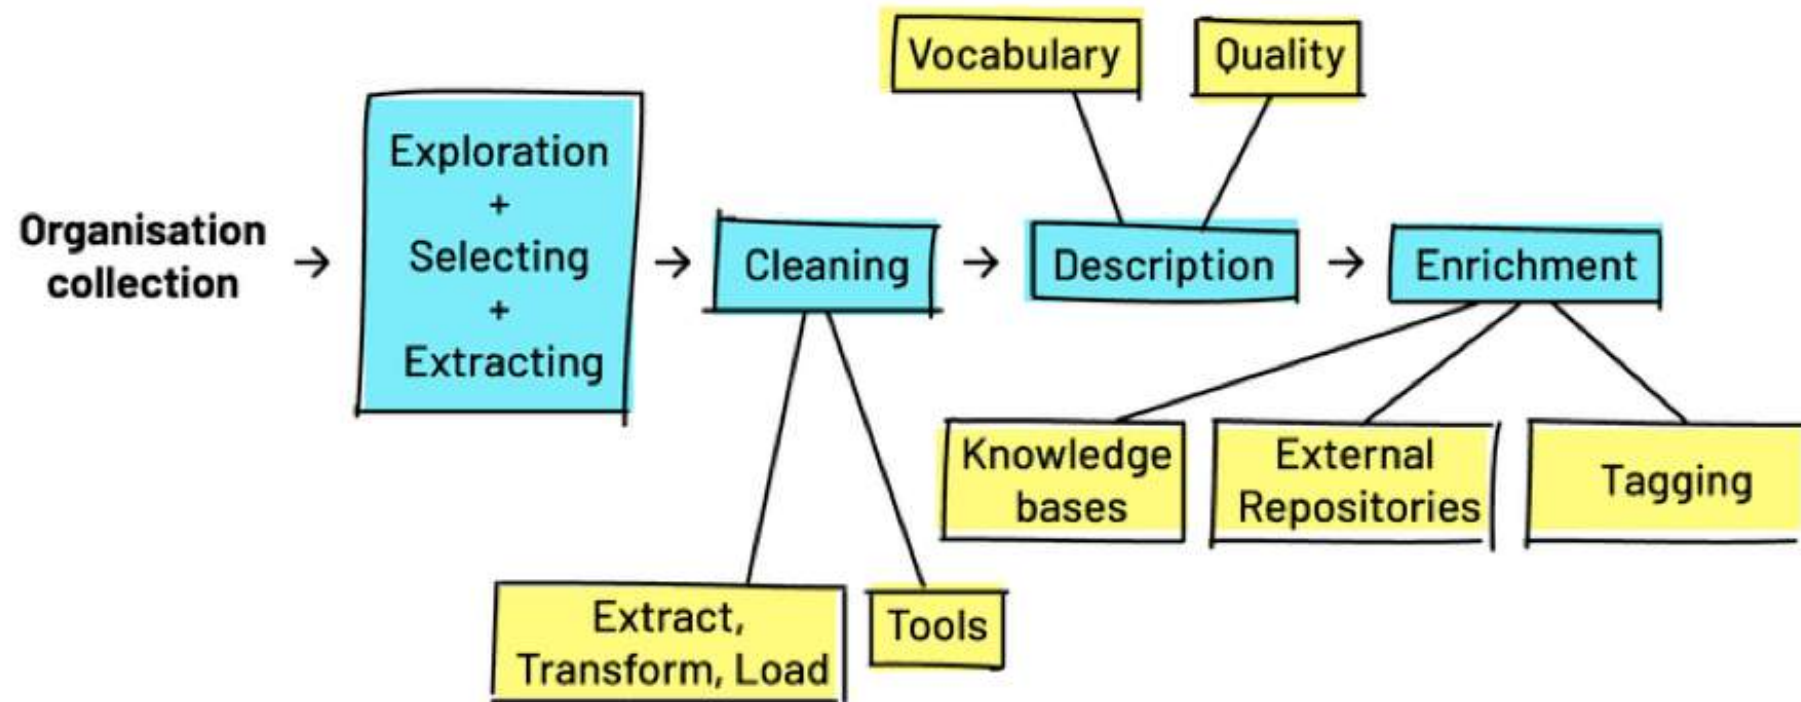 Vocabulary
Quality
Organisation
collection
→
Exploration
+
Selecting
+
Extracting
→
Cleaning
→
Description
→
Enrichment
Knowledge
bases
External
Repositories
Tagging
Extract,
Transform, Load
Tools